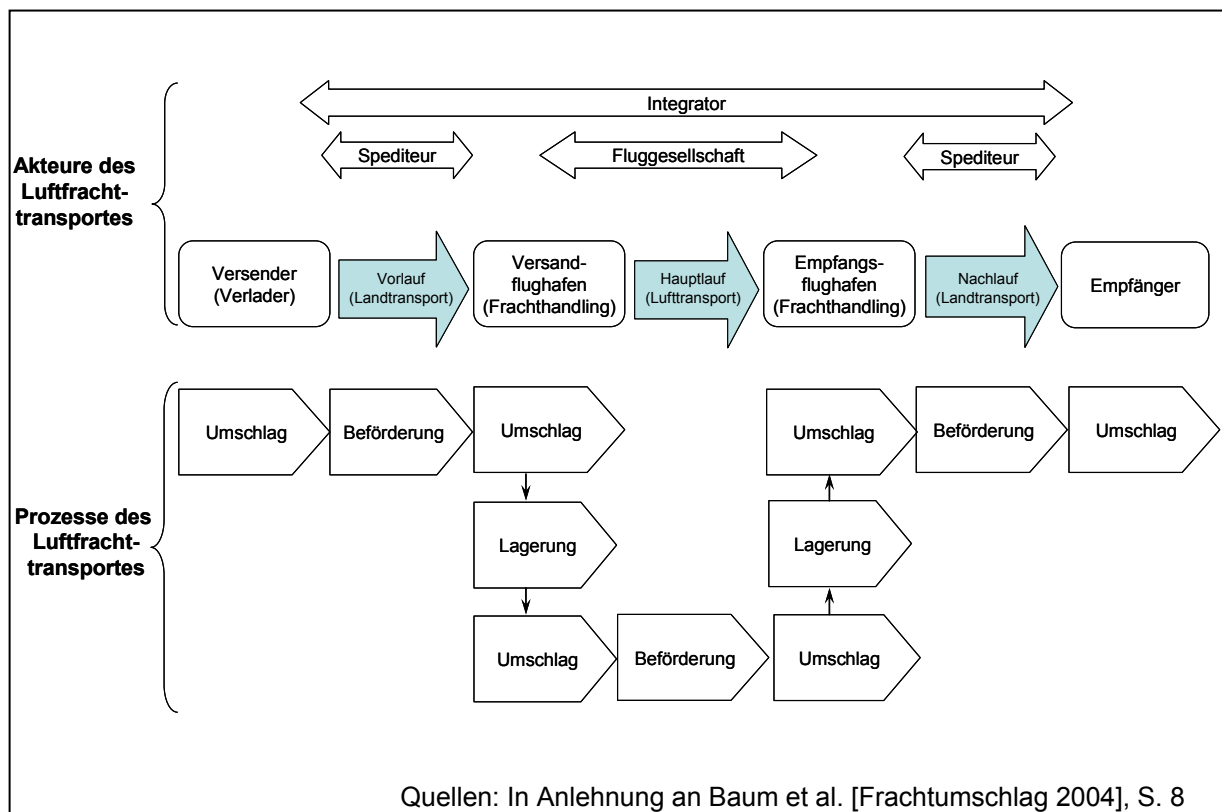 Integrator
Spediteur
Fluggesellschaft
Spediteur
Akteure des
Luftfracht-
transportes
Versender
(Verlader)
Vorlauf
(Landtransport)
Versand-
flughafen
(Frachthandling)
Hauptlauf
(Lufttransport)
Empfangs-
flughafen
(Frachthandling)
Nachlauf
(Landtransport)
Empfänger
Prozesse des
Luftfracht-
transportes
Umschlag
Beförderung
Umschlag
Umschlag
Beförderung
Umschlag
Lagerung
Lagerung
Umschlag
Beförderung
Umschlag
Quellen: In Anlehnung an Baum et al. [Frachtumschlag 2004], S. 8